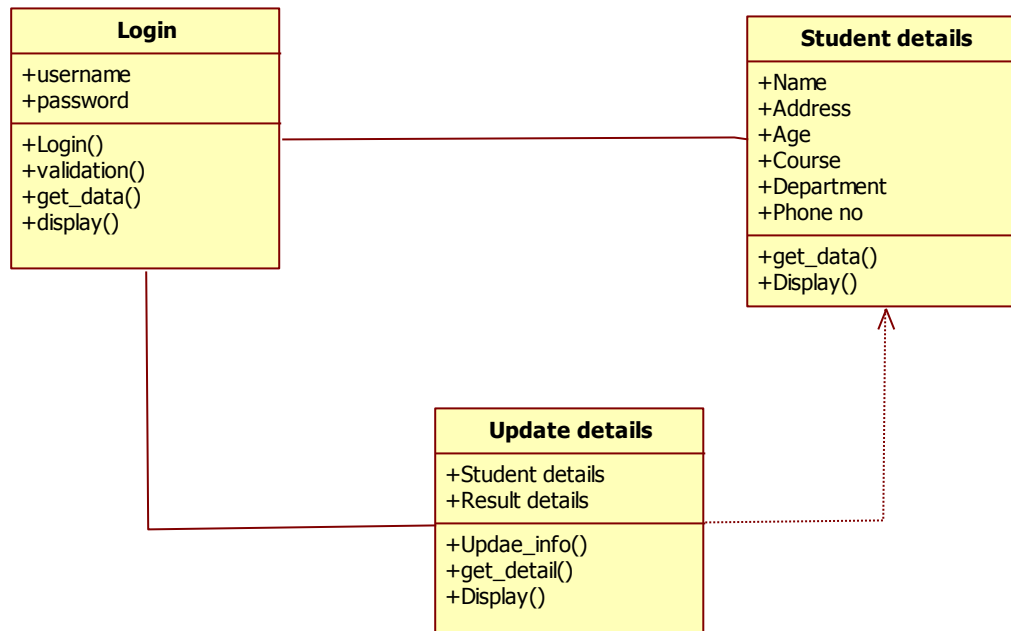 Login
+username
+password
+Login()
+validation()
+get_data()
+display()
Student details
+Name
+Address
+Age
+Course
+Department
+Phone no
+get_data()
+Display()
Update details
+Student details
+Result details
+Updae_info()
+get_detail()
+Display()